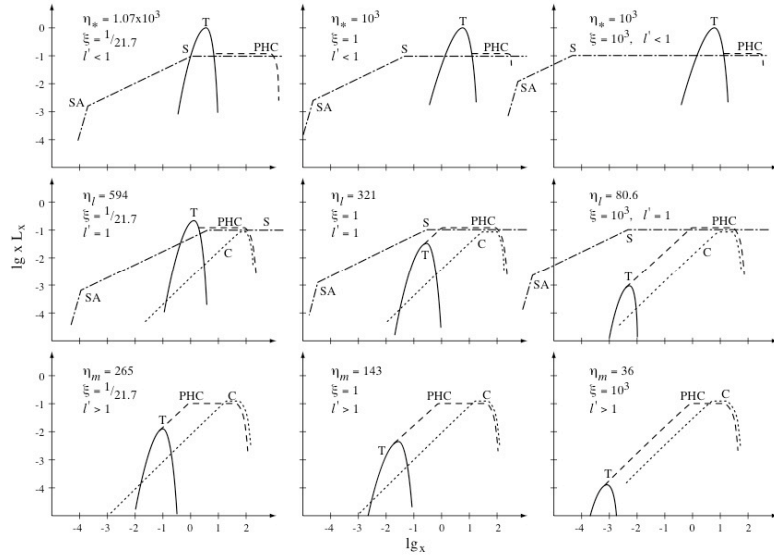 η* = 1.07x10³
ξ = 1/21.7
l' < 1
T
S
PHC
SA
0
-1
-2
-3
-4
η* = 10³
ξ = 1
l' < 1
T
S
PHC
SA
η* = 10³
ξ = 10³, l' < 1
T
S
PHC
SA
lg x Lx
ηl = 594
ξ = 1/21.7
l' = 1
T
PHC
S
C
SA
0
-1
-2
-3
-4
ηl = 321
ξ = 1
l' = 1
S
PHC
T
C
SA
ηl = 80.6
ξ = 10³, l' = 1
PHC
S
C
T
SA
ηm = 265
ξ = 1/21.7
l' > 1
PHC
C
T
0
-1
-2
-3
-4
-4 -3 -2 -1 0 1 2 3
ηm = 143
ξ = 1
l' > 1
PHC
C
T
-4 -3 -2 -1 0 1 2
ηm = 36
ξ = 10³
l' > 1
PHC
C
T
-4 -3 -2 -1 0 1 2
lg x